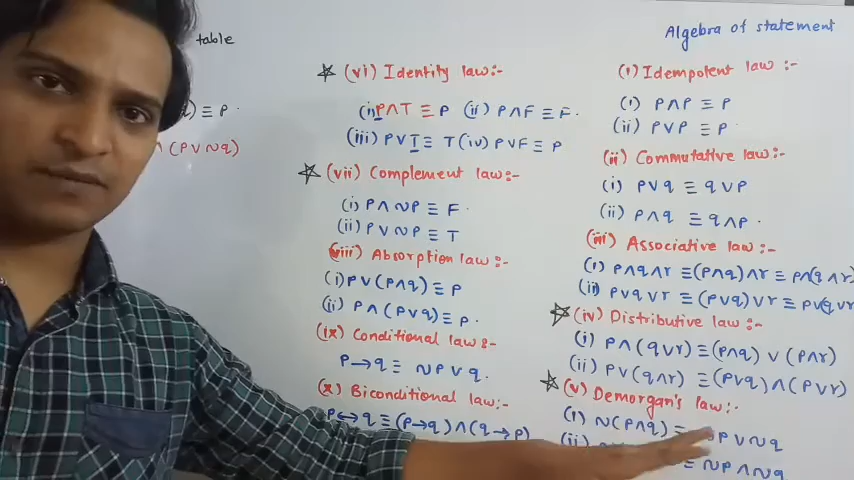 Algebra of statement
table
≡ P.
(P∨∼q)
☆ (vi) Identity law:-
(i) P∧T ≡ P (ii) P∧F ≡ F.
(iii) P∨T ≡ T (iv) P∨F ≡ P
☆ (vii) Complement law:-
(i) P∧∼P ≡ F.
(ii) P∨∼P ≡ T
(viii) Absorption law:-
(i) P∨(P∧q) ≡ P
(ii) P∧(P∨q) ≡ P.
(ix) Conditional law:-
P→q ≡ ∼P∨q.
(x) Biconditional law:-
P↔q ≡ (P→q)∧(q→P)
(i) Idempotent law:-
(i) P∧P ≡ P
(ii) P∨P ≡ P
(ii) Commutative law:-
(i) P∨q ≡ q∨P
(ii) P∧q ≡ q∧P.
(iii) Associative law:-
(i) P∧q∧r ≡ (P∧q)∧r ≡ P∧(q∧r)
(ii) P∨q∨r ≡ (P∨q)∨r ≡ P∨(q∨r
☆ (iv) Distributive law:-
(i) P∧(q∨r) ≡ (P∧q)∨(P∧r)
(ii) P∨(q∧r) ≡ (P∨q)∧(P∨r)
☆ (v) Demorgan's law:-
(i) ∼(P∧q) ≡ ∼P∨∼q
(ii) ≡ ∼P∧∼q